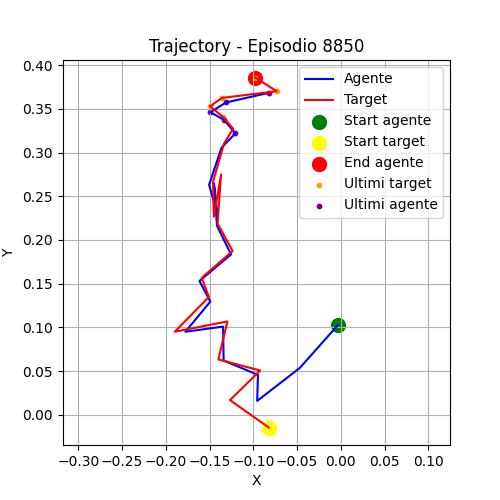 Trajectory - Episodio 8850
0.40
0.35
0.30
0.25
0.20
0.15
0.10
0.05
0.00
Y
Agente
Target
Start agente
Start target
End agente
Ultimi target
Ultimi agente
−0.30 −0.25 −0.20 −0.15 −0.10 −0.05 0.00 0.05 0.10
X